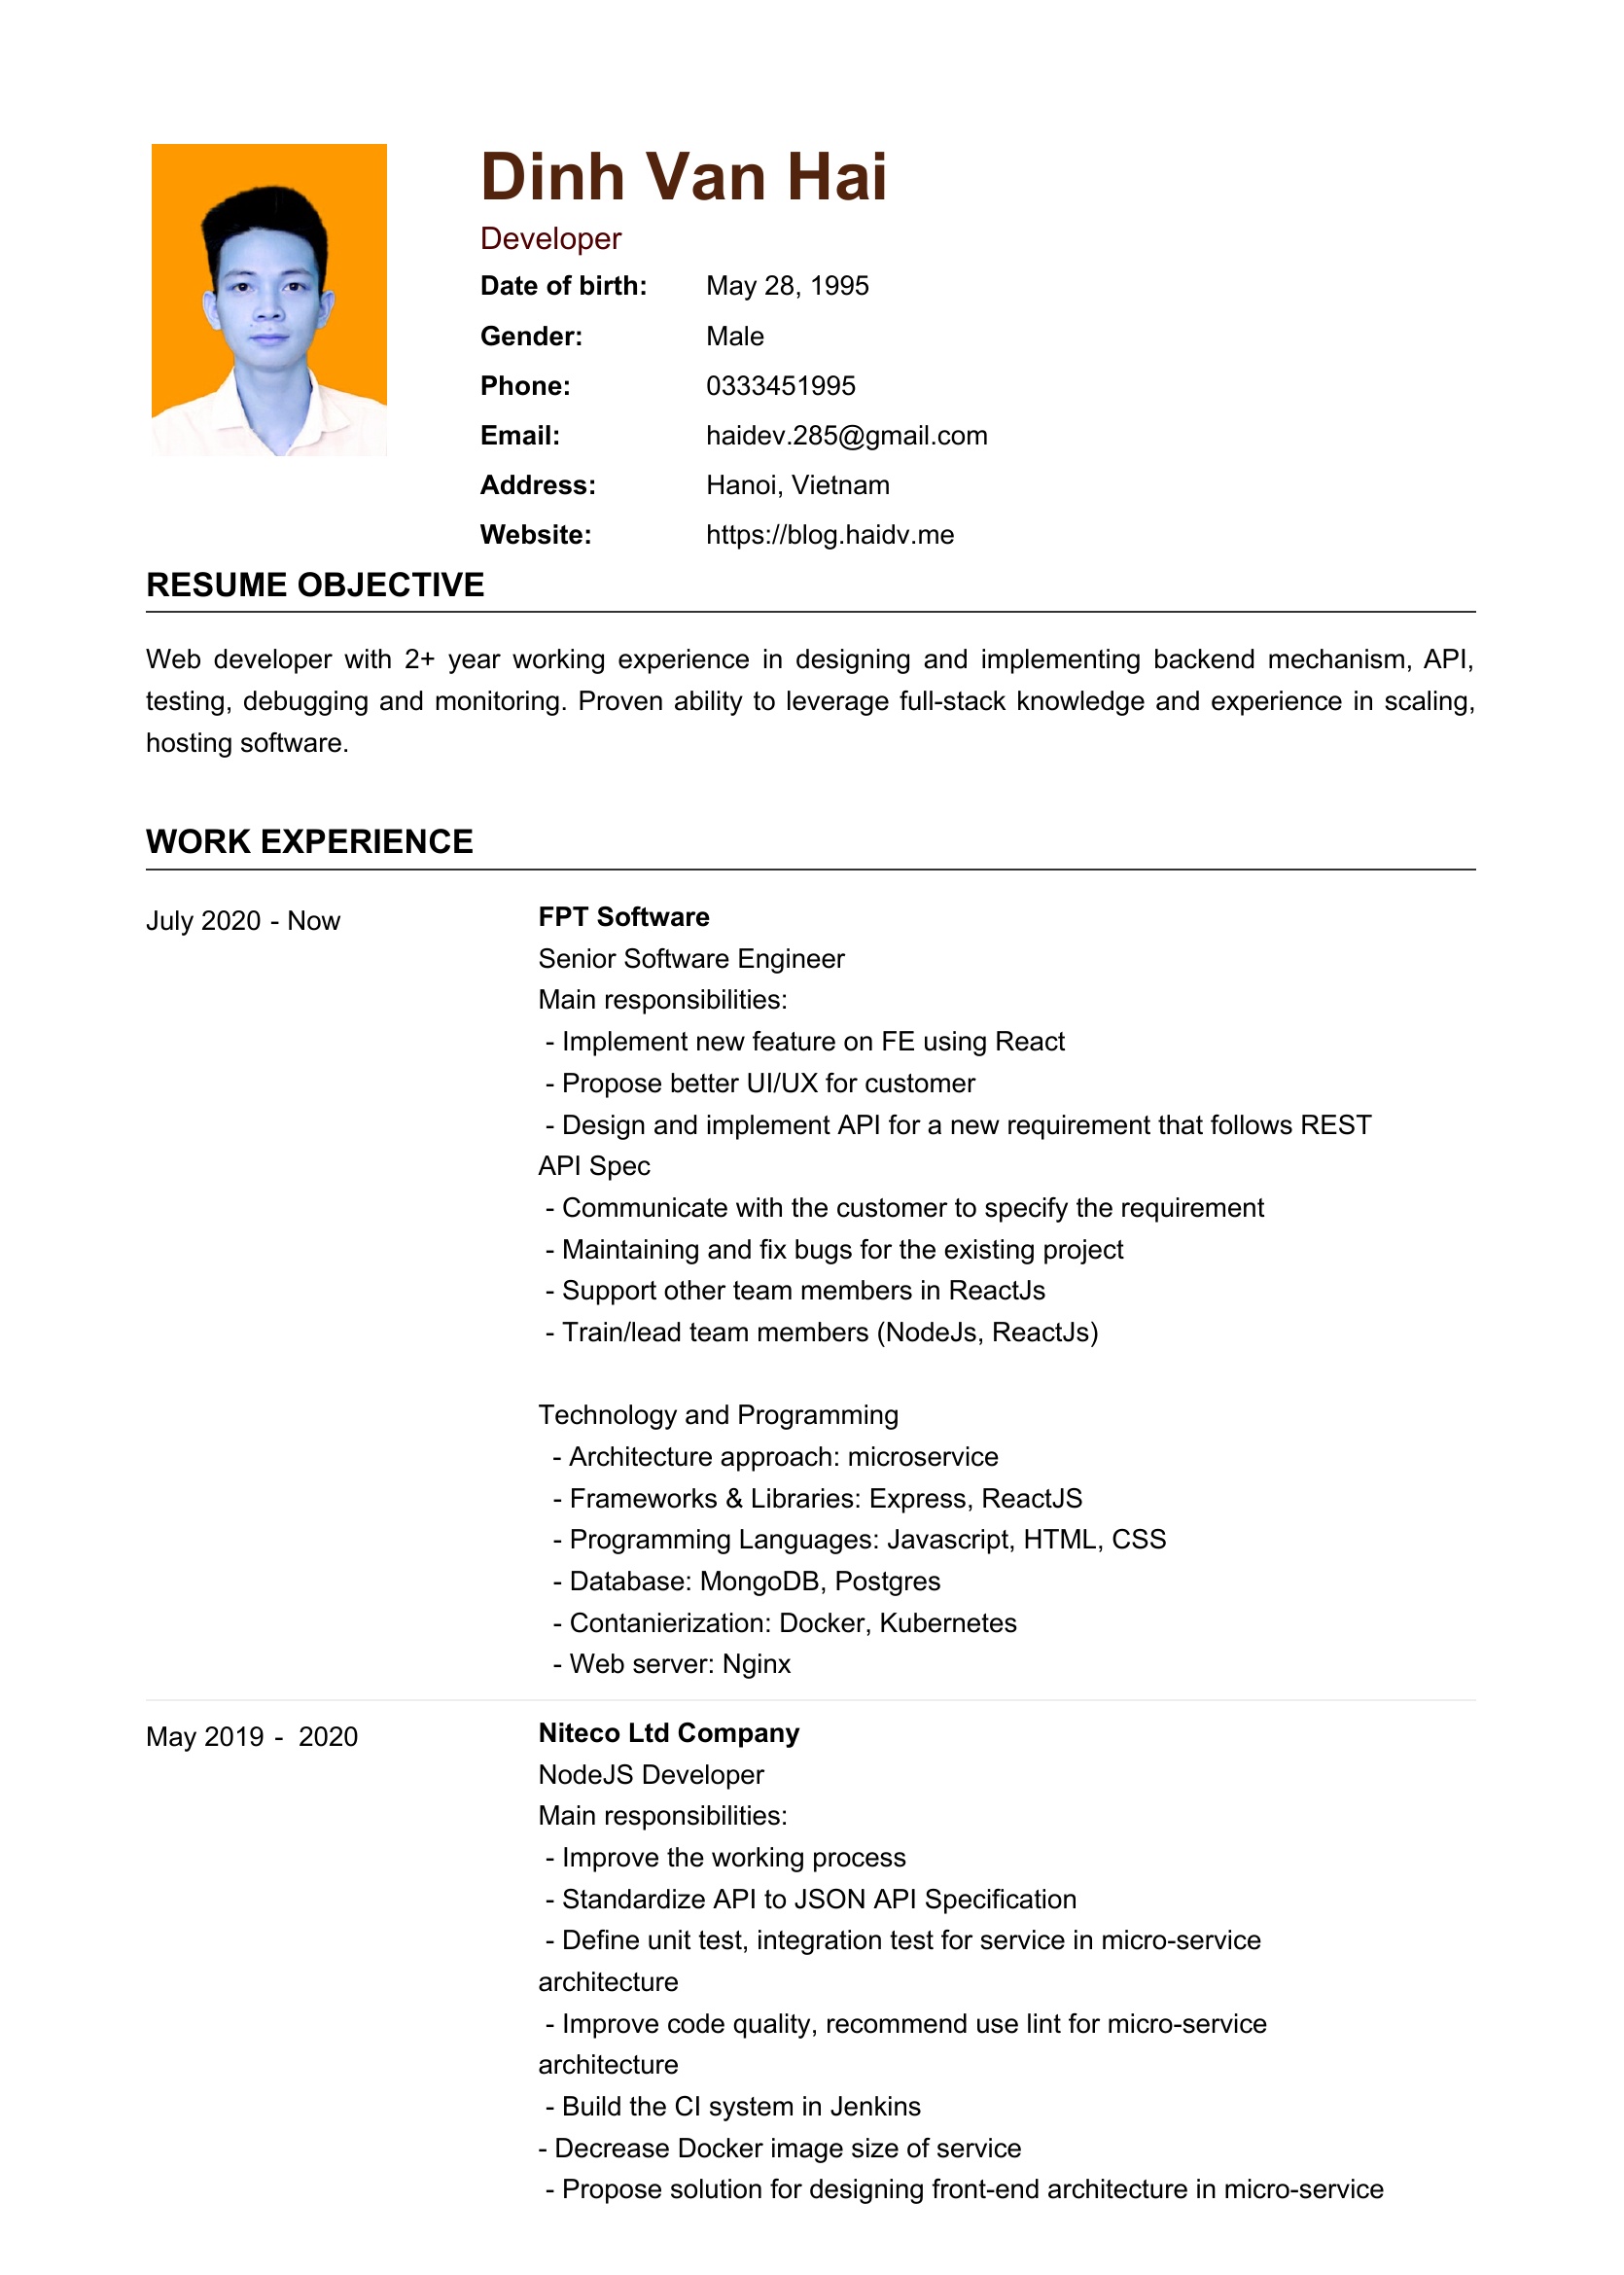 Dinh Van Hai
Developer
Date of birth: May 28, 1995
Gender: Male
Phone: 0333451995
Email: haidev.285@gmail.com
Address: Hanoi, Vietnam
Website: https://blog.haidv.me
RESUME OBJECTIVE
Web developer with 2+ year working experience in designing and implementing backend mechanism, API,
testing, debugging and monitoring. Proven ability to leverage full-stack knowledge and experience in scaling,
hosting software.
WORK EXPERIENCE
July 2020 - Now
FPT Software
Senior Software Engineer
Main responsibilities:
- Implement new feature on FE using React
- Propose better UI/UX for customer
- Design and implement API for a new requirement that follows REST
API Spec
- Communicate with the customer to specify the requirement
- Maintaining and fix bugs for the existing project
- Support other team members in ReactJs
- Train/lead team members (NodeJs, ReactJs)
Technology and Programming
- Architecture approach: microservice
- Frameworks & Libraries: Express, ReactJS
- Programming Languages: Javascript, HTML, CSS
- Database: MongoDB, Postgres
- Contanierization: Docker, Kubernetes
- Web server: Nginx
May 2019 - 2020
Niteco Ltd Company
NodeJS Developer
Main responsibilities:
- Improve the working process
- Standardize API to JSON API Specification
- Define unit test, integration test for service in micro-service
architecture
- Improve code quality, recommend use lint for micro-service
architecture
- Build the CI system in Jenkins
- Decrease Docker image size of service
- Propose solution for designing front-end architecture in micro-service